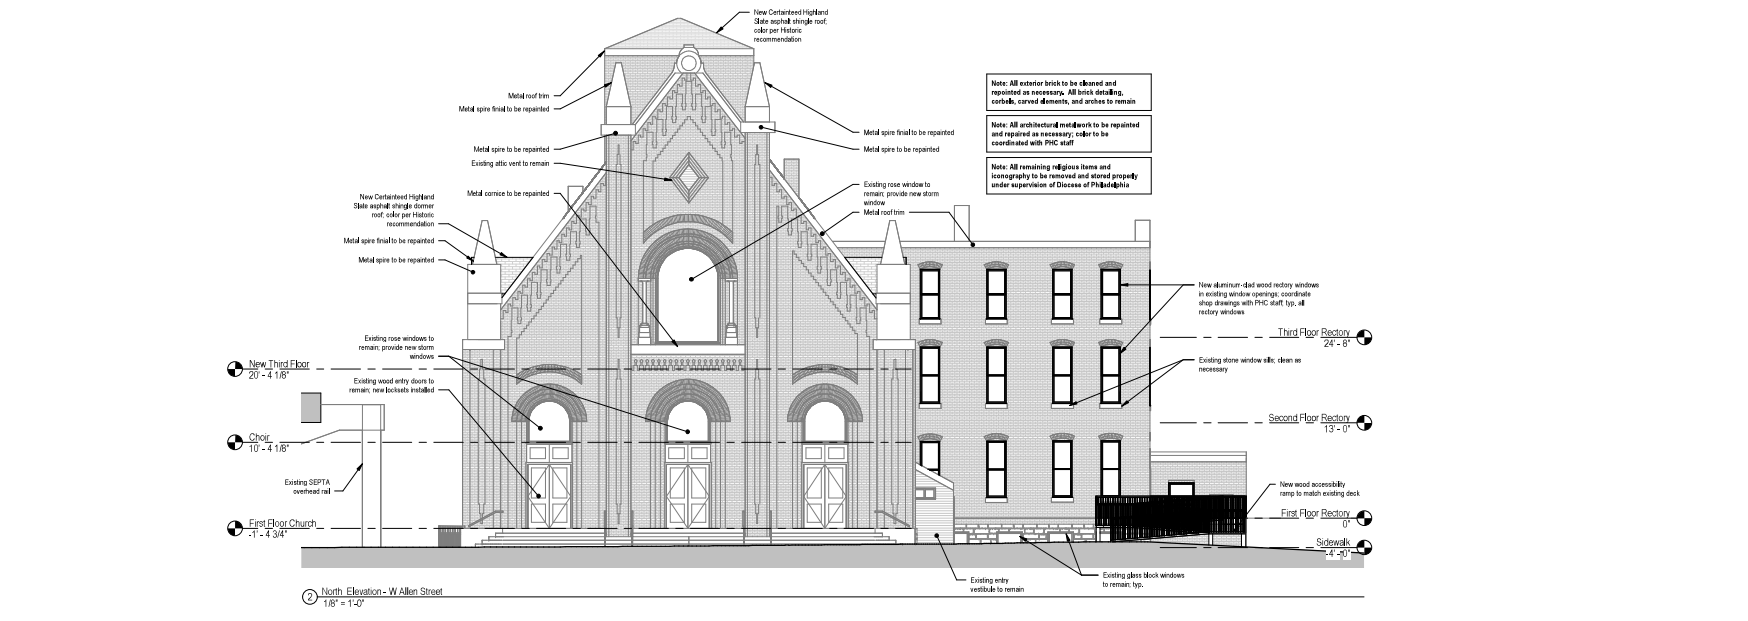 New Certainteed Highland
Slate asphalt shingle roof;
color per Historic
recommendation
Metal roof trim
Metal spire finial to be repainted
Metal spire to be repainted
Existing attic vent to remain
Metal cornice to be repainted
New Certainteed Highland
Slate asphalt shingle dormer
roof; color per Historic
recommendation
Metal spire finial to be repainted
Metal spire to be repainted
Existing rose windows to
remain; provide new storm
windows
New Third Floor
20' - 4 1/8"
Existing wood entry doors to
remain; new locksets installed
Choir
10' - 4 1/8"
Existing SEPTA
overhead rail
First Floor Church
-1' - 4 3/4"
Metal spire finial to be repainted
Metal spire to be repainted
Existing rose window to
remain; provide new storm
window
Metal roof trim
Note: All exterior brick to be cleaned and
repointed as necessary. All brick detailing,
corbels, carved elements, and arches to remain
Note: All architectural metalwork to be repainted
and repaired as necessary; color to be
coordinated with PHC staff
Note: All remaining religious items and
iconography to be removed and stored properly
under supervision of Diocese of Philadelphia
New aluminum-clad wood rectory windows
in existing window openings; coordinate
shop drawings with PHC staff, typ. all
rectory windows
Third Floor Rectory
24' - 8"
Existing stone window sills; clean as
necessary
Second Floor Rectory
13' - 0"
New wood accessibility
ramp to match existing deck
First Floor Rectory
0"
Sidewalk
-4' - 0"
Existing entry
vestibule to remain
Existing glass block windows
to remain; typ.
2
North Elevation - W Allen Street
1/8" = 1'-0"